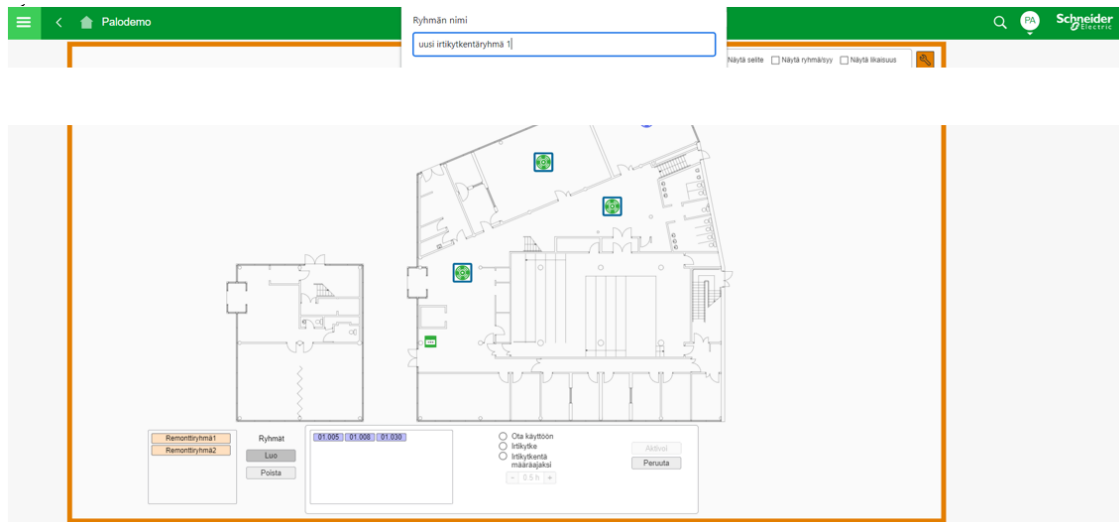 Palodemo
Ryhmän nimi
uusi irtikytkentäryhmä 1
PA
Schneider
Electric
Näytä selite Näytä ryhmä/syy Näytä likaisuus
Remonttiryhmä1
Remonttiryhmä2
Ryhmät
Luo
Poista
01.005 01.008 01.030
Ota käyttöön
Irtikytke
Irtikytkentä
määräajaksi
- 0.5 h +
Aktivoi
Peruuta